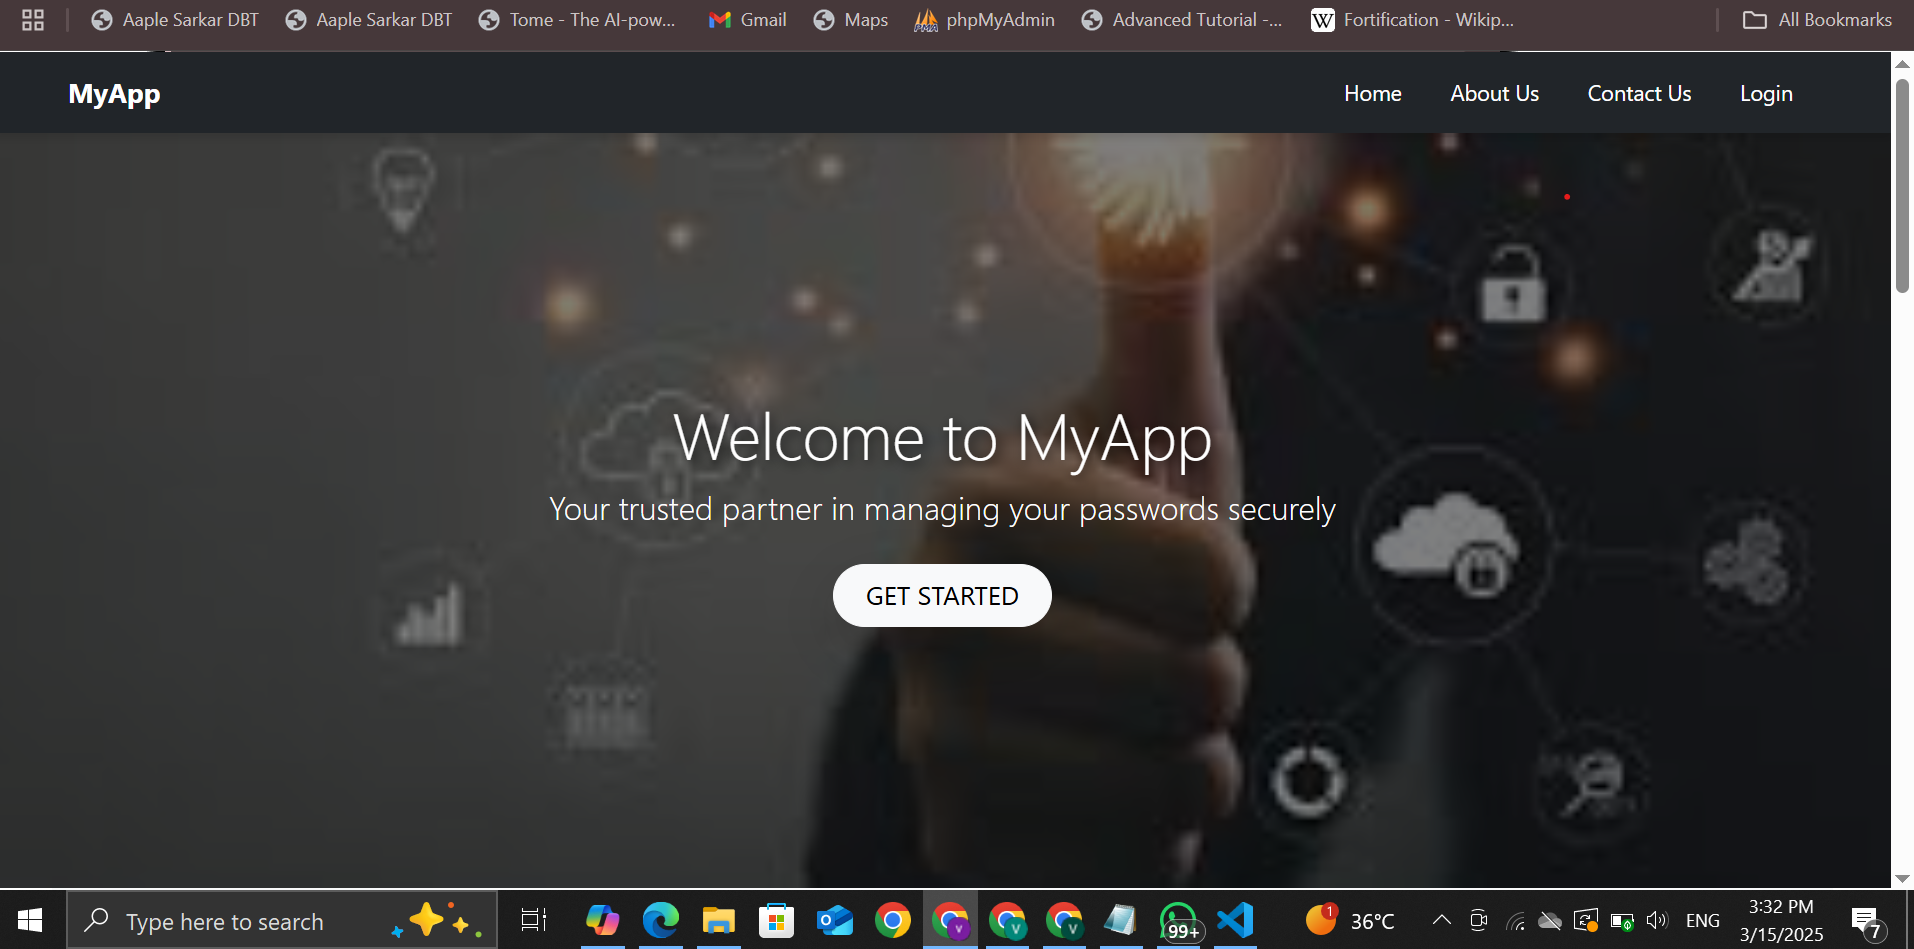 Aaple Sarkar DBT Aaple Sarkar DBT Tome - The AI-pow... Gmail Maps phpMyAdmin Advanced Tutorial -... Fortification - Wikip... All Bookmarks
MyApp Home About Us Contact Us Login
Welcome to MyApp
Your trusted partner in managing your passwords securely
GET STARTED
Type here to search 99+ 1 36°C ENG 3:32 PM 7
3/15/2025